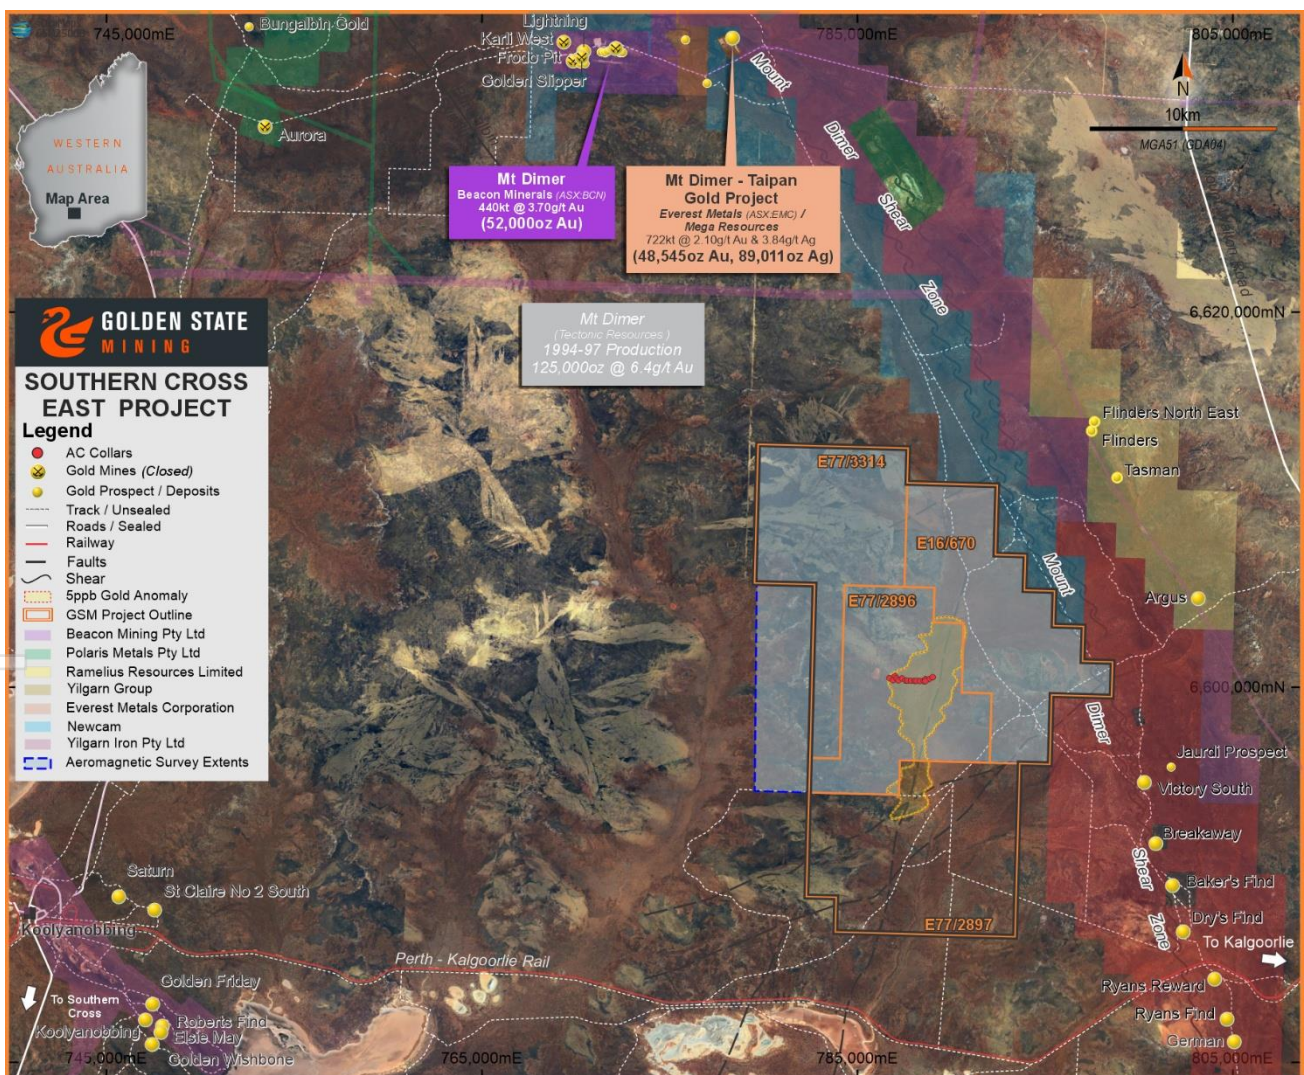 745,000mE
785,000mE
805,000mE
Bungalbin Gold
Lightning
Karli West
Frodo Pit
Golden Slipper
Aurora
N
10km
MGA51 (GDA04)
WESTERN
AUSTRALIA
Map Area
Mount
Dimer
Shear
Zone
Mt Dimer
Beacon Minerals (ASX:BCN)
440kt @ 3.70g/t Au
(52,000oz Au)
Mt Dimer - Taipan
Gold Project
Everest Metals (ASX:EMC) /
Mega Resources
722kt @ 2.10g/t Au & 3.84g/t Ag
(48,545oz Au, 89,011oz Ag)
Mt Dimer
(Tectonic Resources )
1994-97 Production
125,000oz @ 6.4g/t Au
6,620,000mN
GOLDEN STATE
MINING
SOUTHERN CROSS
EAST PROJECT
Legend
AC Collars
Gold Mines (Closed)
Gold Prospect / Deposits
Track / Unsealed
Roads / Sealed
Railway
Faults
Shear
5ppb Gold Anomaly
GSM Project Outline
Beacon Mining Pty Ltd
Polaris Metals Pty Ltd
Ramelius Resources Limited
Yilgarn Group
Everest Metals Corporation
Newcam
Yilgarn Iron Pty Ltd
Aeromagnetic Survey Extents
Flinders North East
Flinders
Tasman
E77/3314
E16/670
E77/2896
Mount
Argus
6,600,000mN
Dimer
Jaurdi Prospect
Victory South
Breakaway
Shear
Baker's Find
Dry's Find
Zone
To Kalgoorlie
E77/2897
Saturn
St Claire No 2 South
Koolyanobbing
Perth - Kalgoorlie Rail
Golden Friday
To Southern
Cross
Koolyanobbing
Roberts Find
Elsie May
Golden Wishbone
Ryans Reward
Ryans Find
German
745,000mE
765,000mE
785,000mE
805,000mE